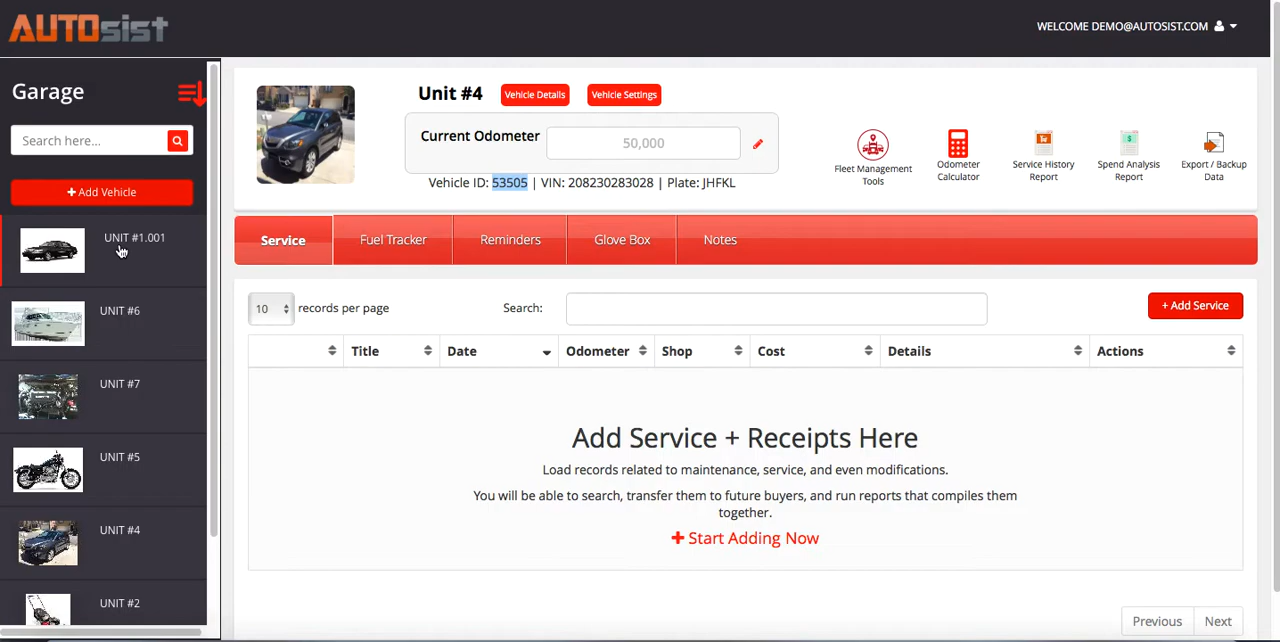 AUTOsist
WELCOME DEMO@AUTOSIST.COM
Garage
Search here...
+ Add Vehicle
UNIT #1.001
UNIT #6
UNIT #7
UNIT #5
UNIT #4
UNIT #2
Unit #4
Vehicle Details
Vehicle Settings
Current Odometer
50,000
Vehicle ID: 53505 | VIN: 208230283028 | Plate: JHFKL
Fleet Management
Tools
Odometer
Calculator
Service History
Report
Spend Analysis
Report
Export / Backup
Data
Service
Fuel Tracker
Reminders
Glove Box
Notes
10 records per page
Search:
+ Add Service
Title
Date
Odometer
Shop
Cost
Details
Actions
Add Service + Receipts Here
Load records related to maintenance, service, and even modifications.
You will be able to search, transfer them to future buyers, and run reports that compiles them
together.
+ Start Adding Now
Previous
Next